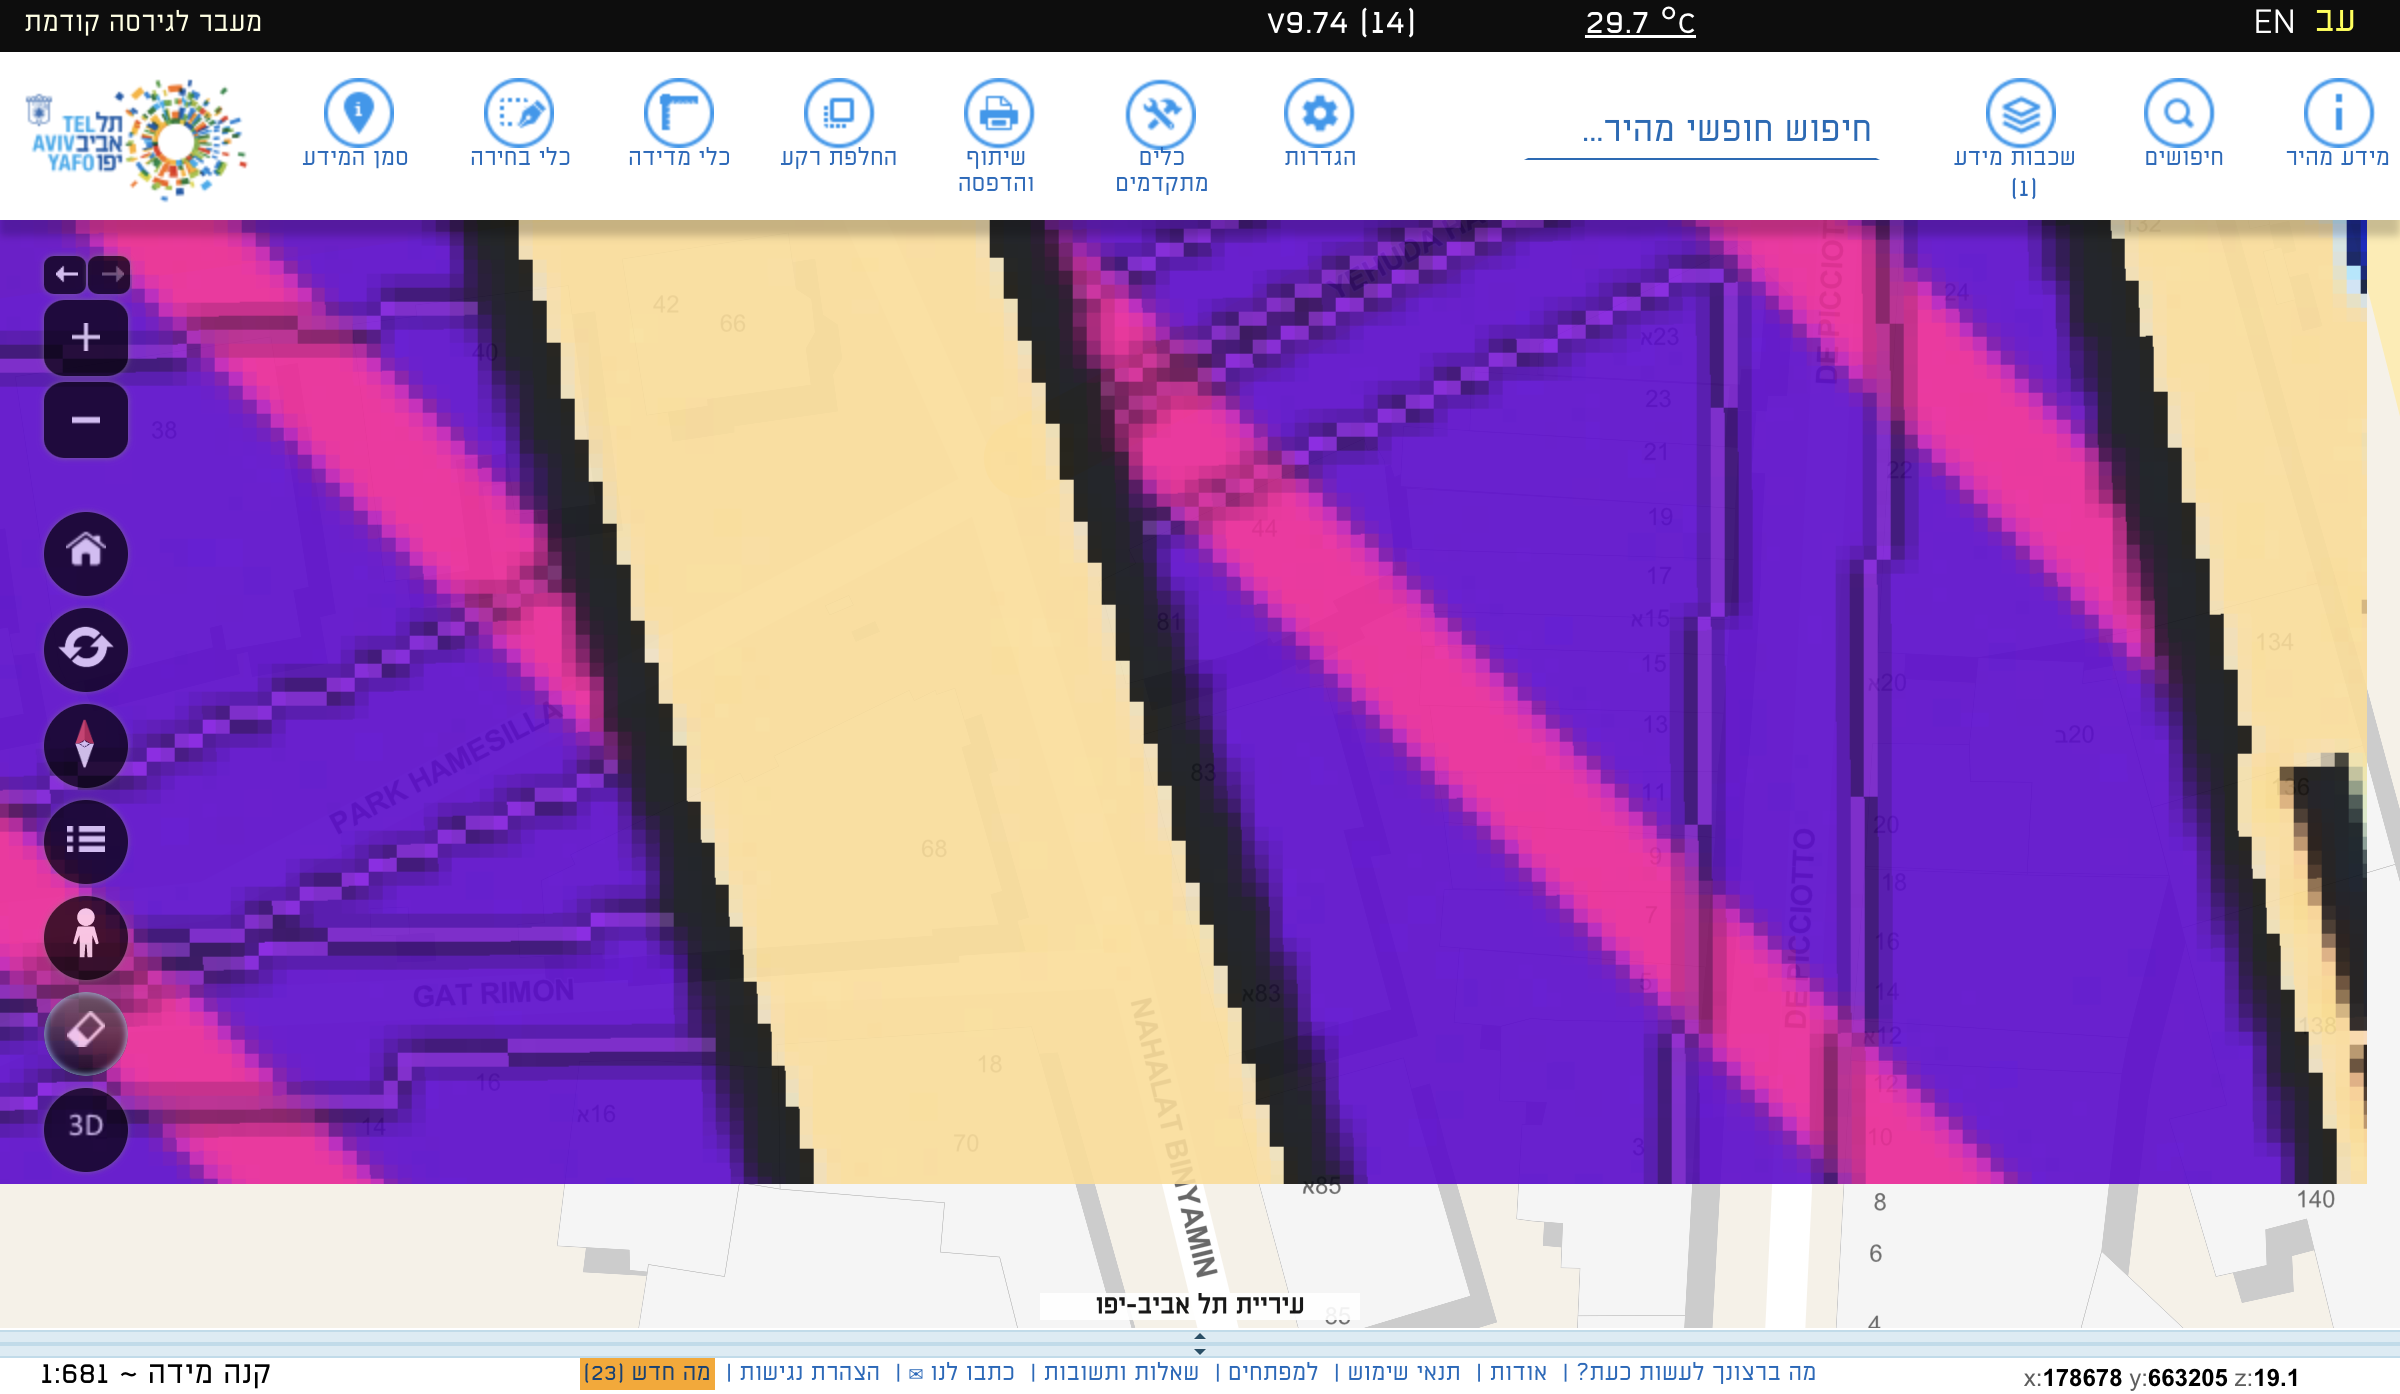 עב EN
29.7 °C
V9.74 (14)
מעבר לגירסה קודמת
מידע מהיר
חיפושים
שכבות מידע
(1)
חיפוש חופשי מהיר...
הגדרות
כלים
מתקדמים
שיתוף
והדפסה
החלפת רקע
כלי מדידה
כלי בחירה
סמן המידע
תל אביב יפו
TEL AVIV YAFO
132
YEHUDA
DE PICCIOTTO
24
42
66
א23
40
23
38
21
22
19
44
17
81
א15
134
15
א20
PARK HAMESILLA
13
ב20
83
136
11
20
68
9
DE PICCIOTTO
18
7
16
5
GAT RIMON
א83
14
NAHALAT BINYAMIN
138
א12
18
16
12
א16
14
70
10
3
3D
א85
8
140
6
85
4
עיריית תל אביב-יפו
קנה מידה ~ 1:681
מה ברצונך לעשות כעת? | אודות | תנאי שימוש | למפתחים | שאלות ותשובות | כתבו לנו ✉ | הצהרת נגישות | מה חדש (23)
x:178678 y:663205 z:19.1